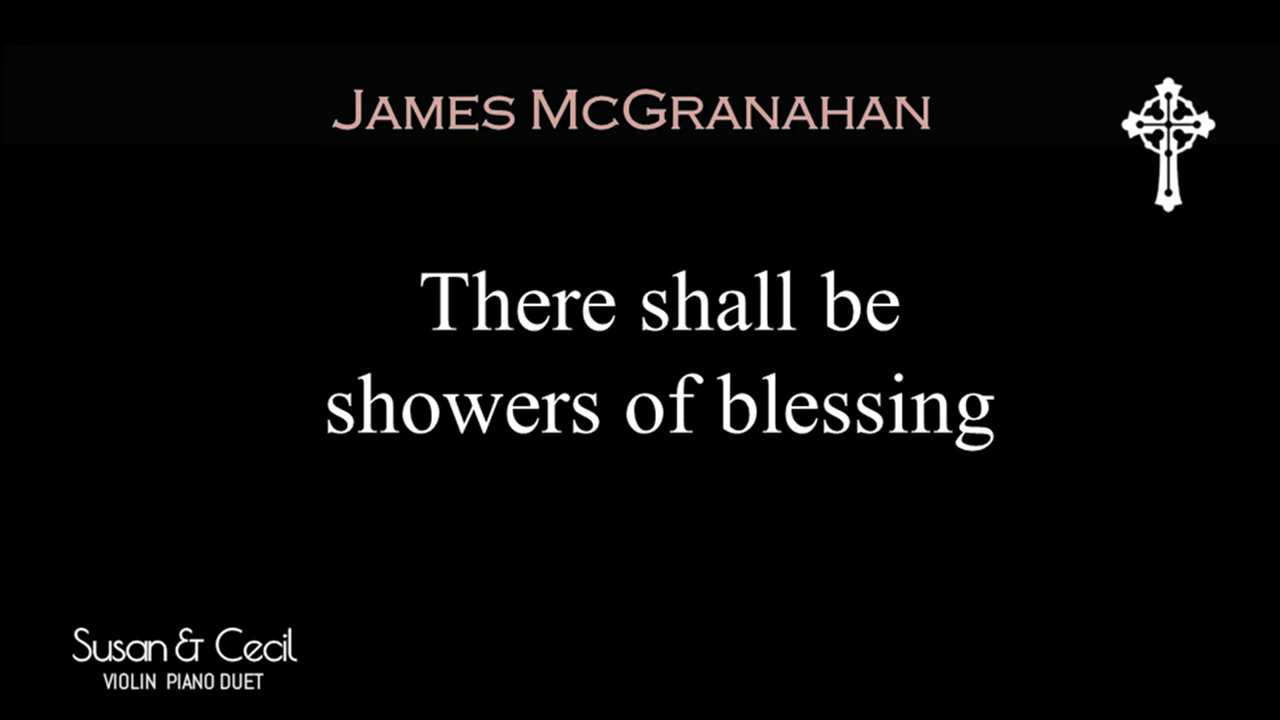 JAMES MCGRANAHAN
There shall be
showers of blessing
Susan & Cecil
VIOLIN PIANO DUET